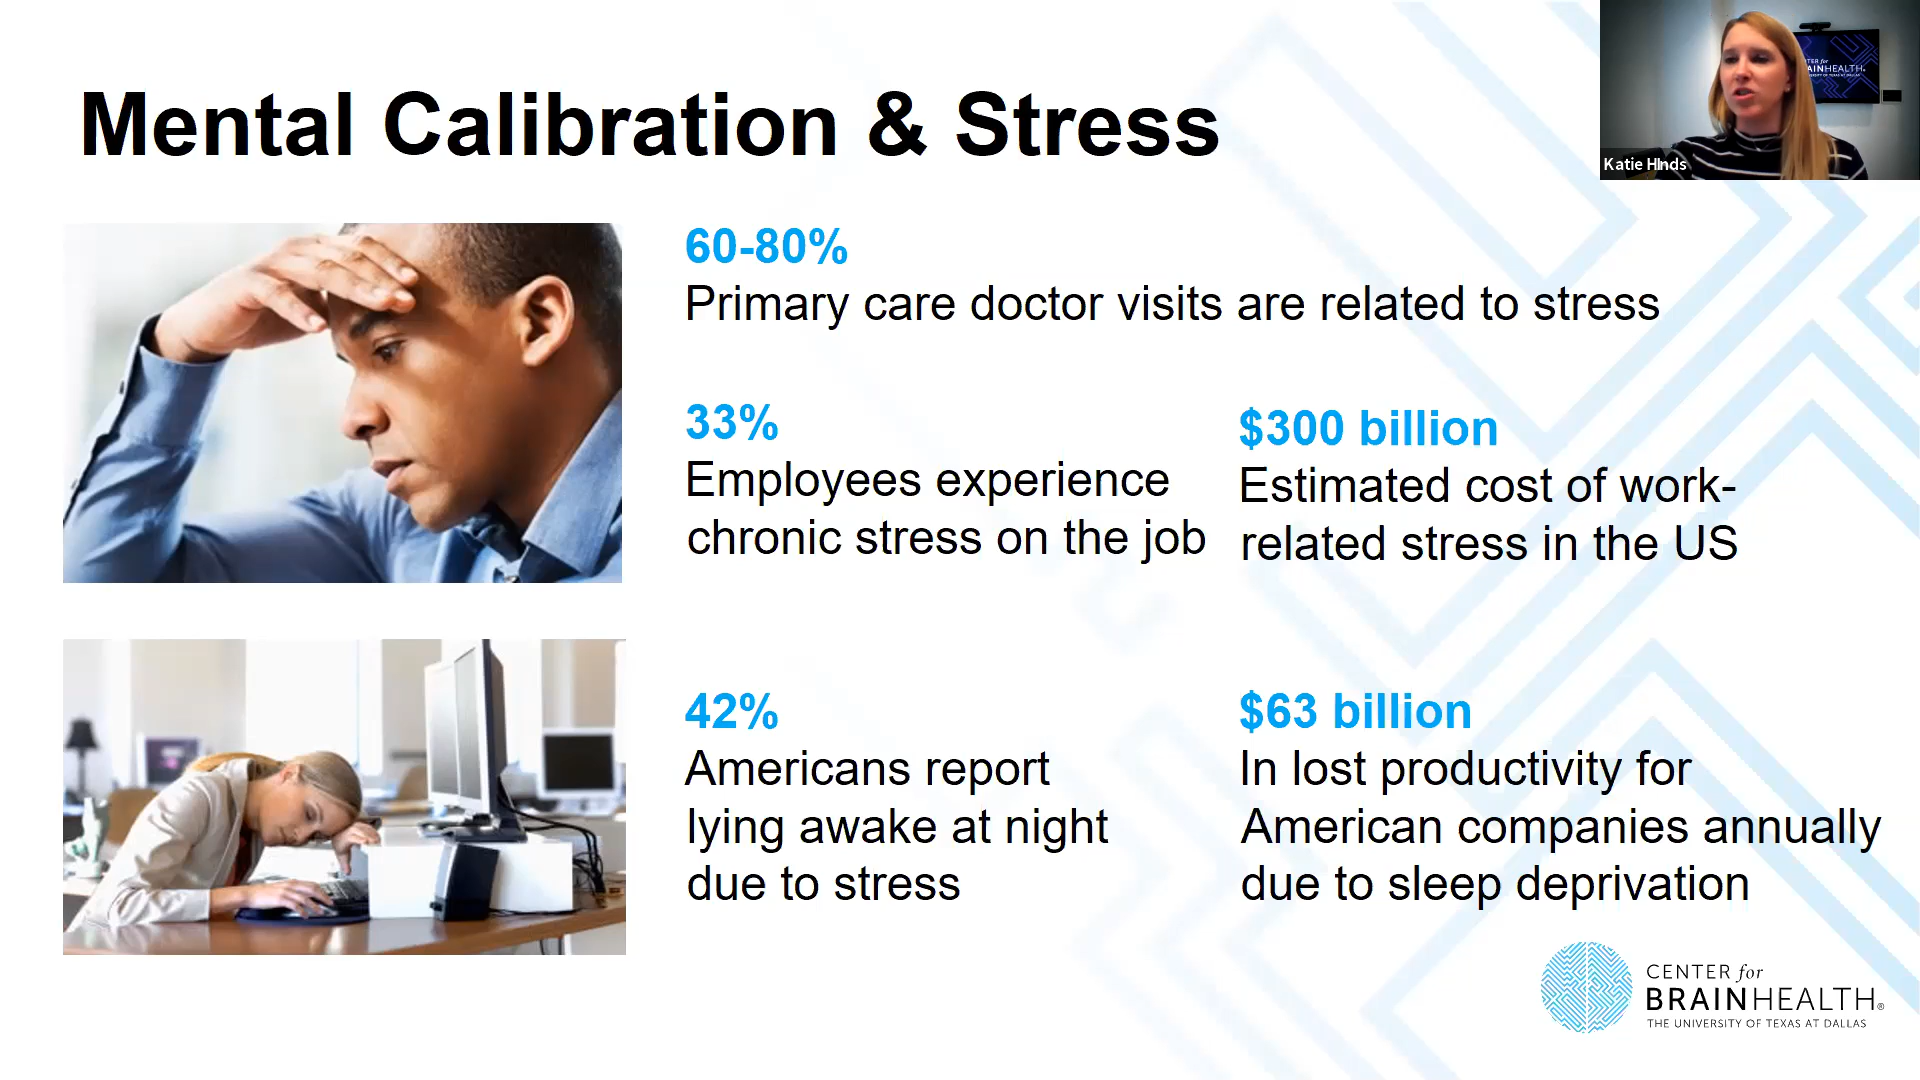 Mental Calibration & Stress
Katie HInds
60-80%
Primary care doctor visits are related to stress
33%
Employees experience
chronic stress on the job
$300 billion
Estimated cost of work-
related stress in the US
42%
Americans report
lying awake at night
due to stress
$63 billion
In lost productivity for
American companies annually
due to sleep deprivation
CENTER for
BRAINHEALTH®
THE UNIVERSITY OF TEXAS AT DALLAS